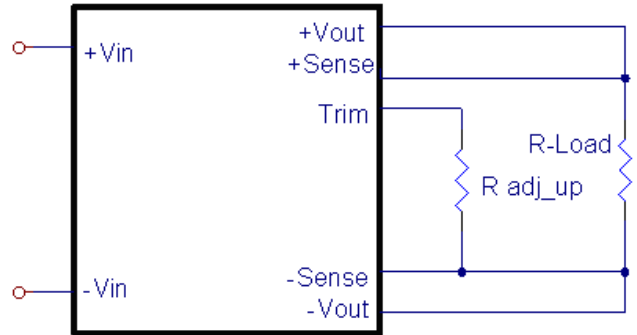 +Vin
+Vout
+Sense
Trim
R-Load
R adj_up
-Sense
-Vin
-Vout